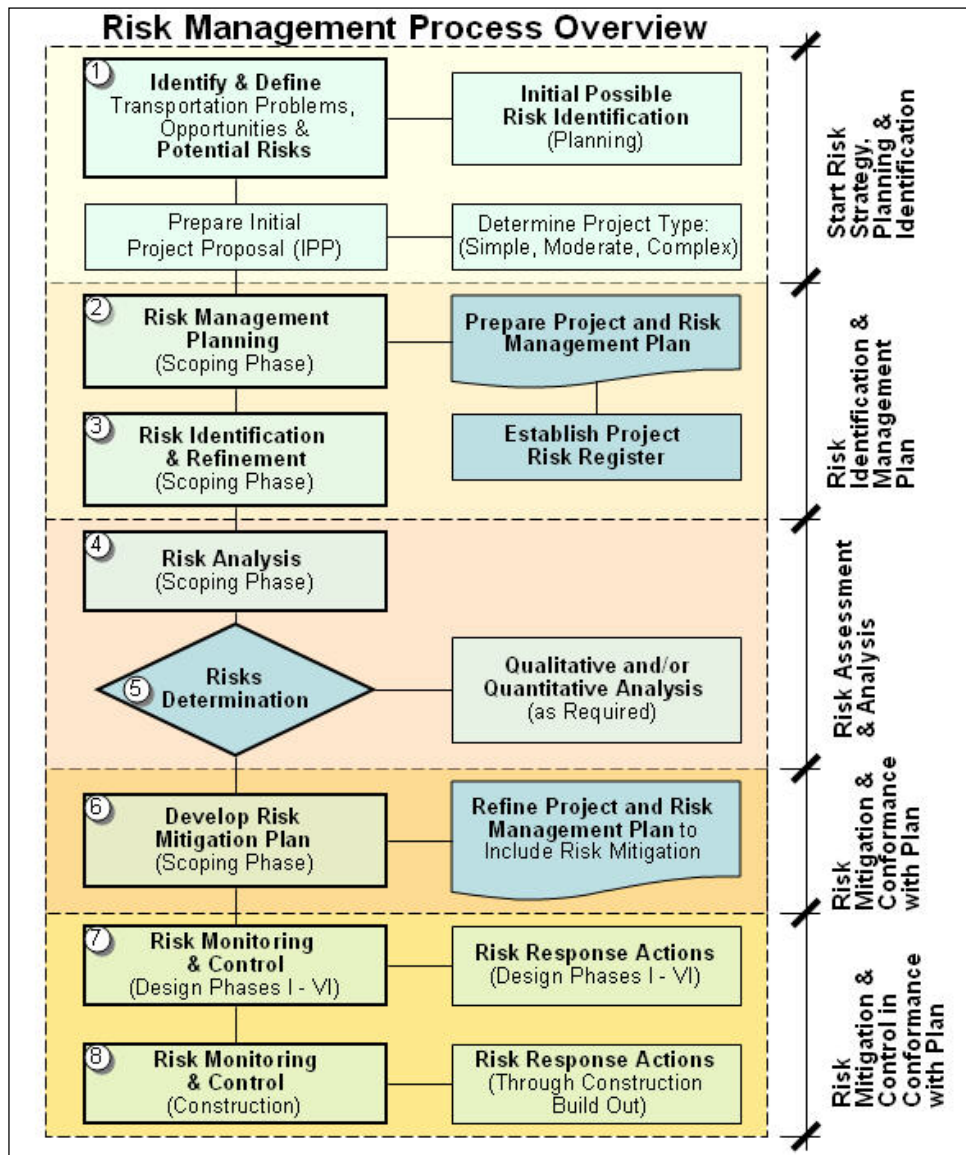 Risk Management Process Overview
1
Identify & Define
Transportation Problems,
Opportunities &
Potential Risks
Initial Possible
Risk Identification
(Planning)
Prepare Initial
Project Proposal (IPP)
Determine Project Type:
(Simple, Moderate, Complex)
Start Risk
Strategy,
Planning &
Identification
2
Risk Management
Planning
(Scoping Phase)
Prepare Project and Risk
Management Plan
3
Risk Identification
& Refinement
(Scoping Phase)
Establish Project
Risk Register
Risk
Identification &
Management
Plan
4
Risk Analysis
(Scoping Phase)
5
Risks
Determination
Qualitative and/or
Quantitative Analysis
(as Required)
Risk Assessment
& Analysis
6
Develop Risk
Mitigation Plan
(Scoping Phase)
Refine Project and Risk
Management Plan to
Include Risk Mitigation
Risk
Mitigation &
Conformance
with Plan
7
Risk Monitoring
& Control
(Design Phases I - VI)
Risk Response Actions
(Design Phases I - VI)
8
Risk Monitoring
& Control
(Construction)
Risk Response Actions
(Through Construction
Build Out)
Risk
Mitigation &
Control in
Conformance
with Plan